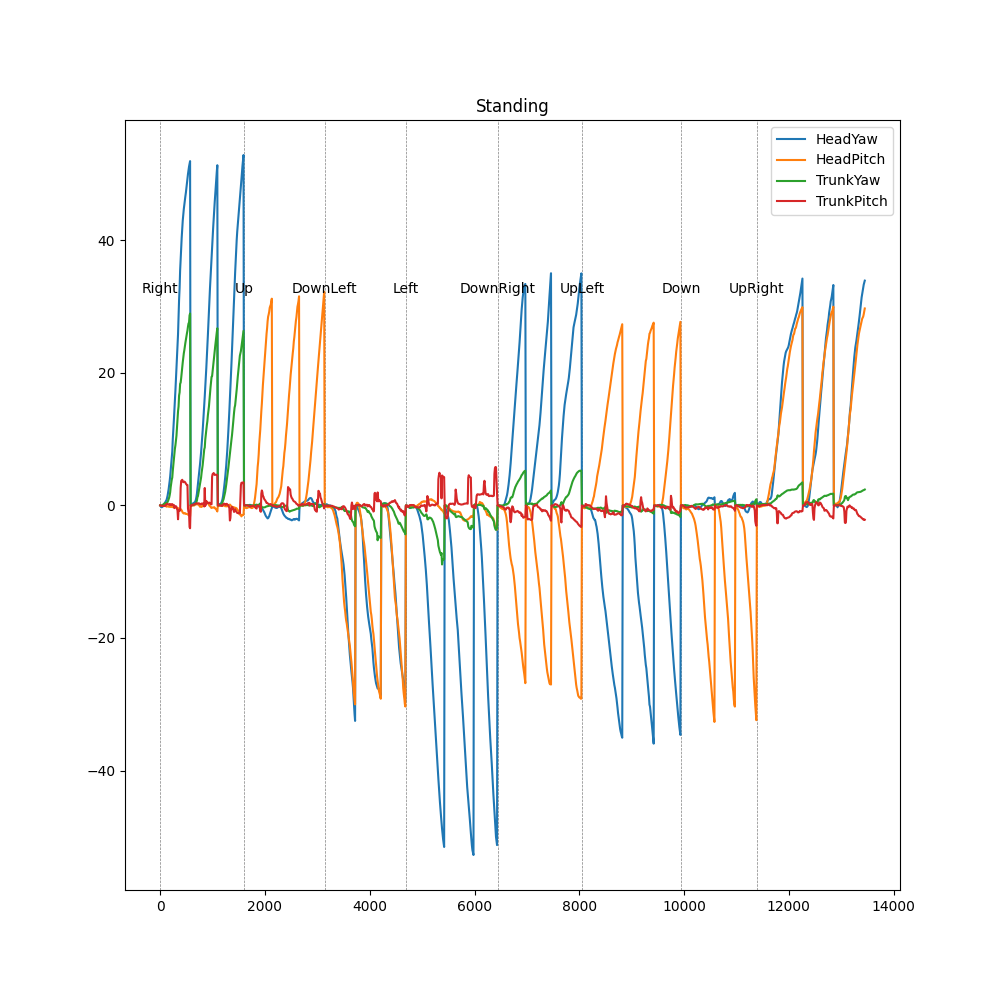 Standing
HeadYaw
HeadPitch
TrunkYaw
TrunkPitch
40
20
0
−20
−40
Right
Up
DownLeft
Left
DownRight
UpLeft
Down
UpRight
0
2000
4000
6000
8000
10000
12000
14000